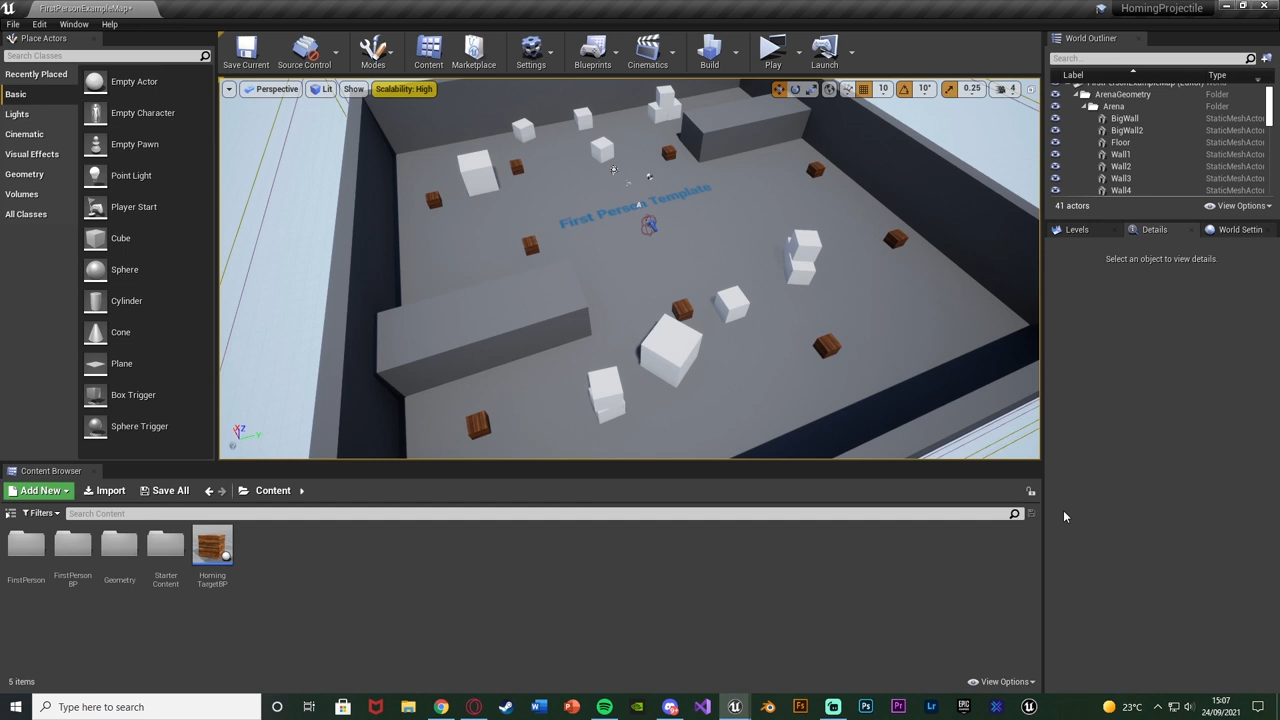 FirstPersonExampleMap*
HomingProjectile
File Edit Window Help
Place Actors
Search Classes
Recently Placed
Basic
Lights
Cinematic
Visual Effects
Geometry
Volumes
All Classes
Empty Actor
Empty Character
Empty Pawn
Point Light
Player Start
Cube
Sphere
Cylinder
Cone
Plane
Box Trigger
Sphere Trigger
Save Current
Source Control
Modes
Content
Marketplace
Settings
Blueprints
Cinematics
Build
Play
Launch
Perspective
Lit
Show
Scalability: High
10
10°
0.25
4
First Person Template
X Z
Y
World Outliner
Search...
Label
Type
ArenaGeometry Folder
Arena Folder
BigWall StaticMeshActor
BigWall2 StaticMeshActor
Floor StaticMeshActor
Wall1 StaticMeshActor
Wall2 StaticMeshActor
Wall3 StaticMeshActor
Wall4 StaticMeshActor
41 actors
View Options
Levels
Details
World Settin
Select an object to view details.
Content Browser
Add New
Import
Save All
Content
Filters
Search Content
FirstPerson
FirstPerson
BP
Geometry
Starter
Content
Homing
TargetBP
5 items
View Options
Type here to search
23°C
15:07
24/09/2021